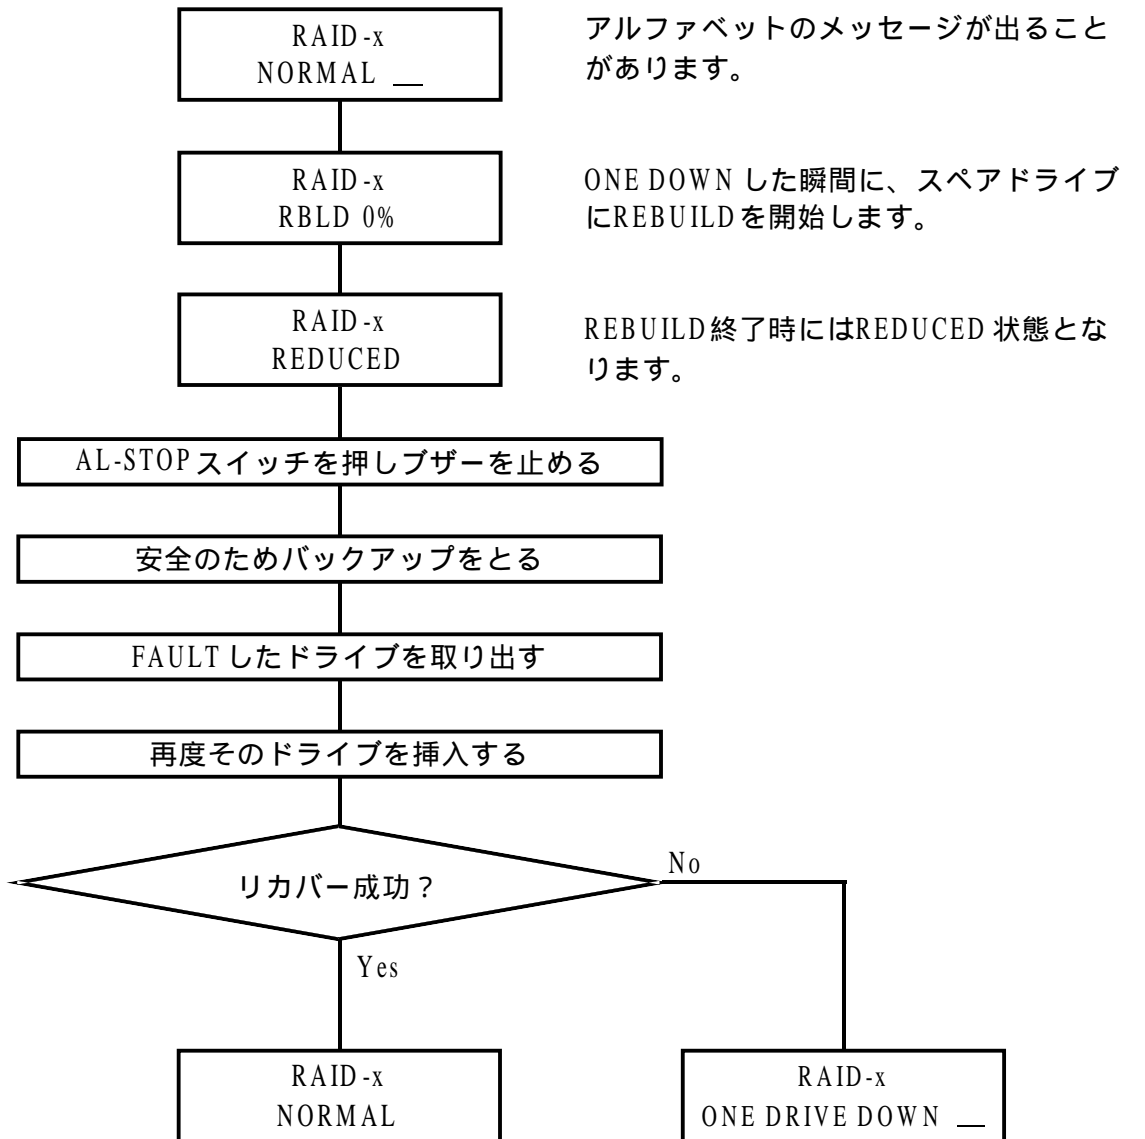 RAID-x
NORMAL __
アルファベットのメッセージが出ること
があります。
RAID-x
RBLD 0%
ONE DOWN した瞬間に、スペアドライブ
にREBUILDを開始します。
RAID-x
REDUCED
REBUILD終了時にはREDUCED 状態とな
ります。
AL-STOPスイッチを押しブザーを止める
安全のためバックアップをとる
FAULTしたドライブを取り出す
再度そのドライブを挿入する
リカバー成功？
No
Yes
RAID-x
NORMAL
RAID-x
ONE DRIVE DOWN __